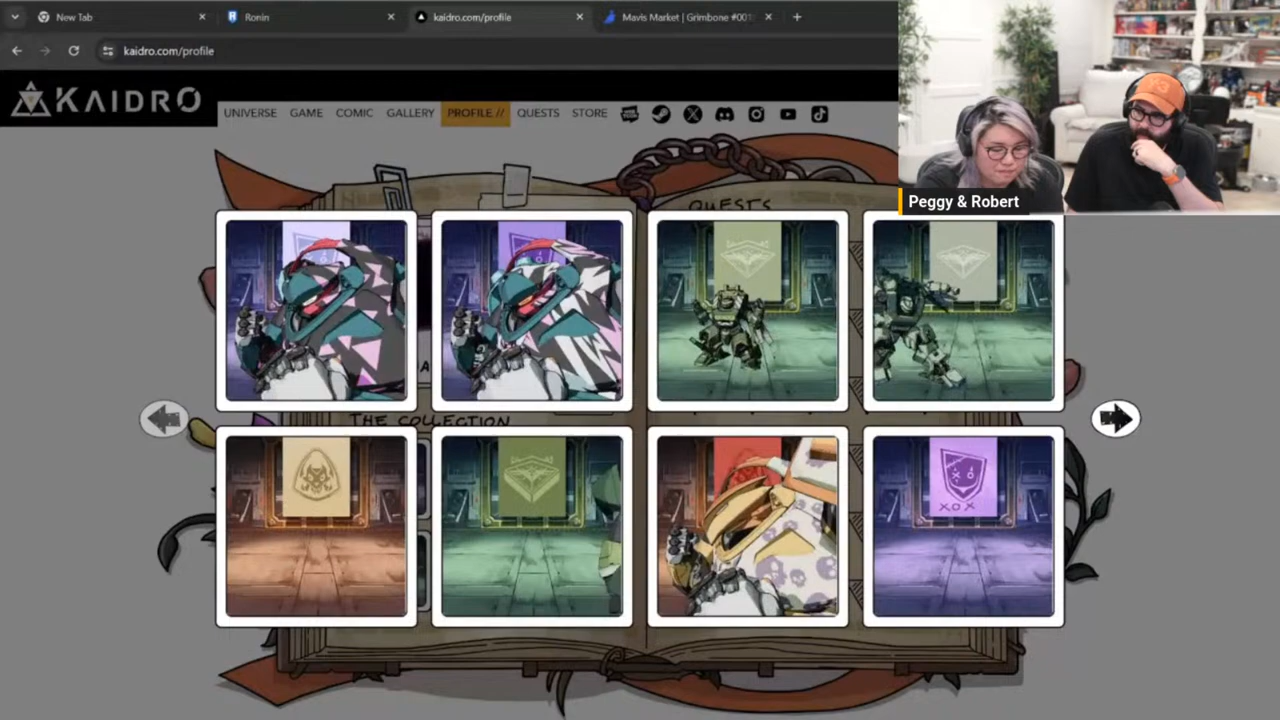 New Tab
Ronin
kaidro.com/profile
Mavis Market | Grimbone #001
kaidro.com/profile
KAIDRO
UNIVERSE
GAME
COMIC
GALLERY
PROFILE //
QUESTS
STORE
Peggy & Robert
QUESTS
THE COLLECTION
XOX